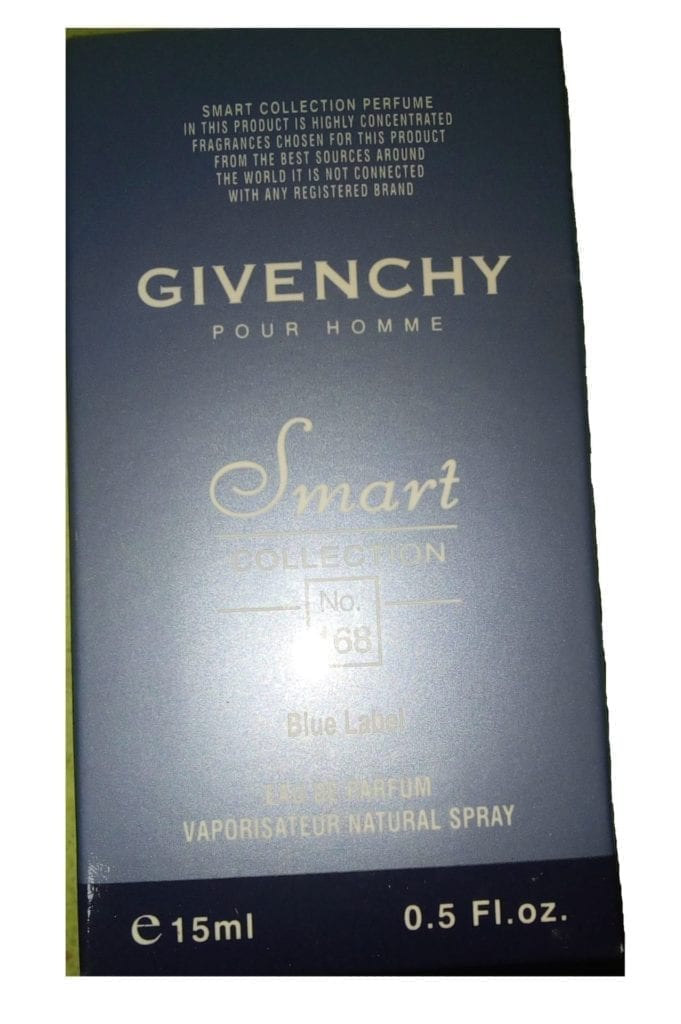 SMART COLLECTION PERFUME
IN THIS PRODUCT IS HIGHLY CONCENTRATED
FRAGRANCES CHOSEN FOR THIS PRODUCT
FROM THE BEST SOURCES AROUND
THE WORLD IT IS NOT CONNECTED
WITH ANY REGISTERED BRAND
GIVENCHY
POUR HOMME
Smart
COLLECTION
No.
Blue Label
EAU DE PARFUM
VAPORISATEUR NATURAL SPRAY
e 15ml 0.5 Fl.oz.